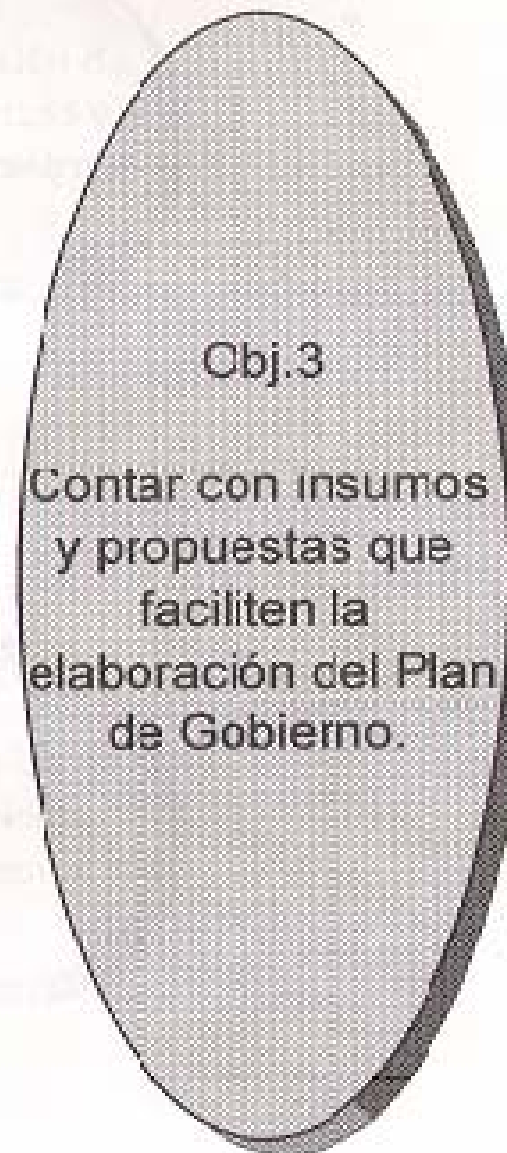 Obj.3
Contar con insumos
y propuestas que
faciliten la
elaboración del Plan
de Gobierno.